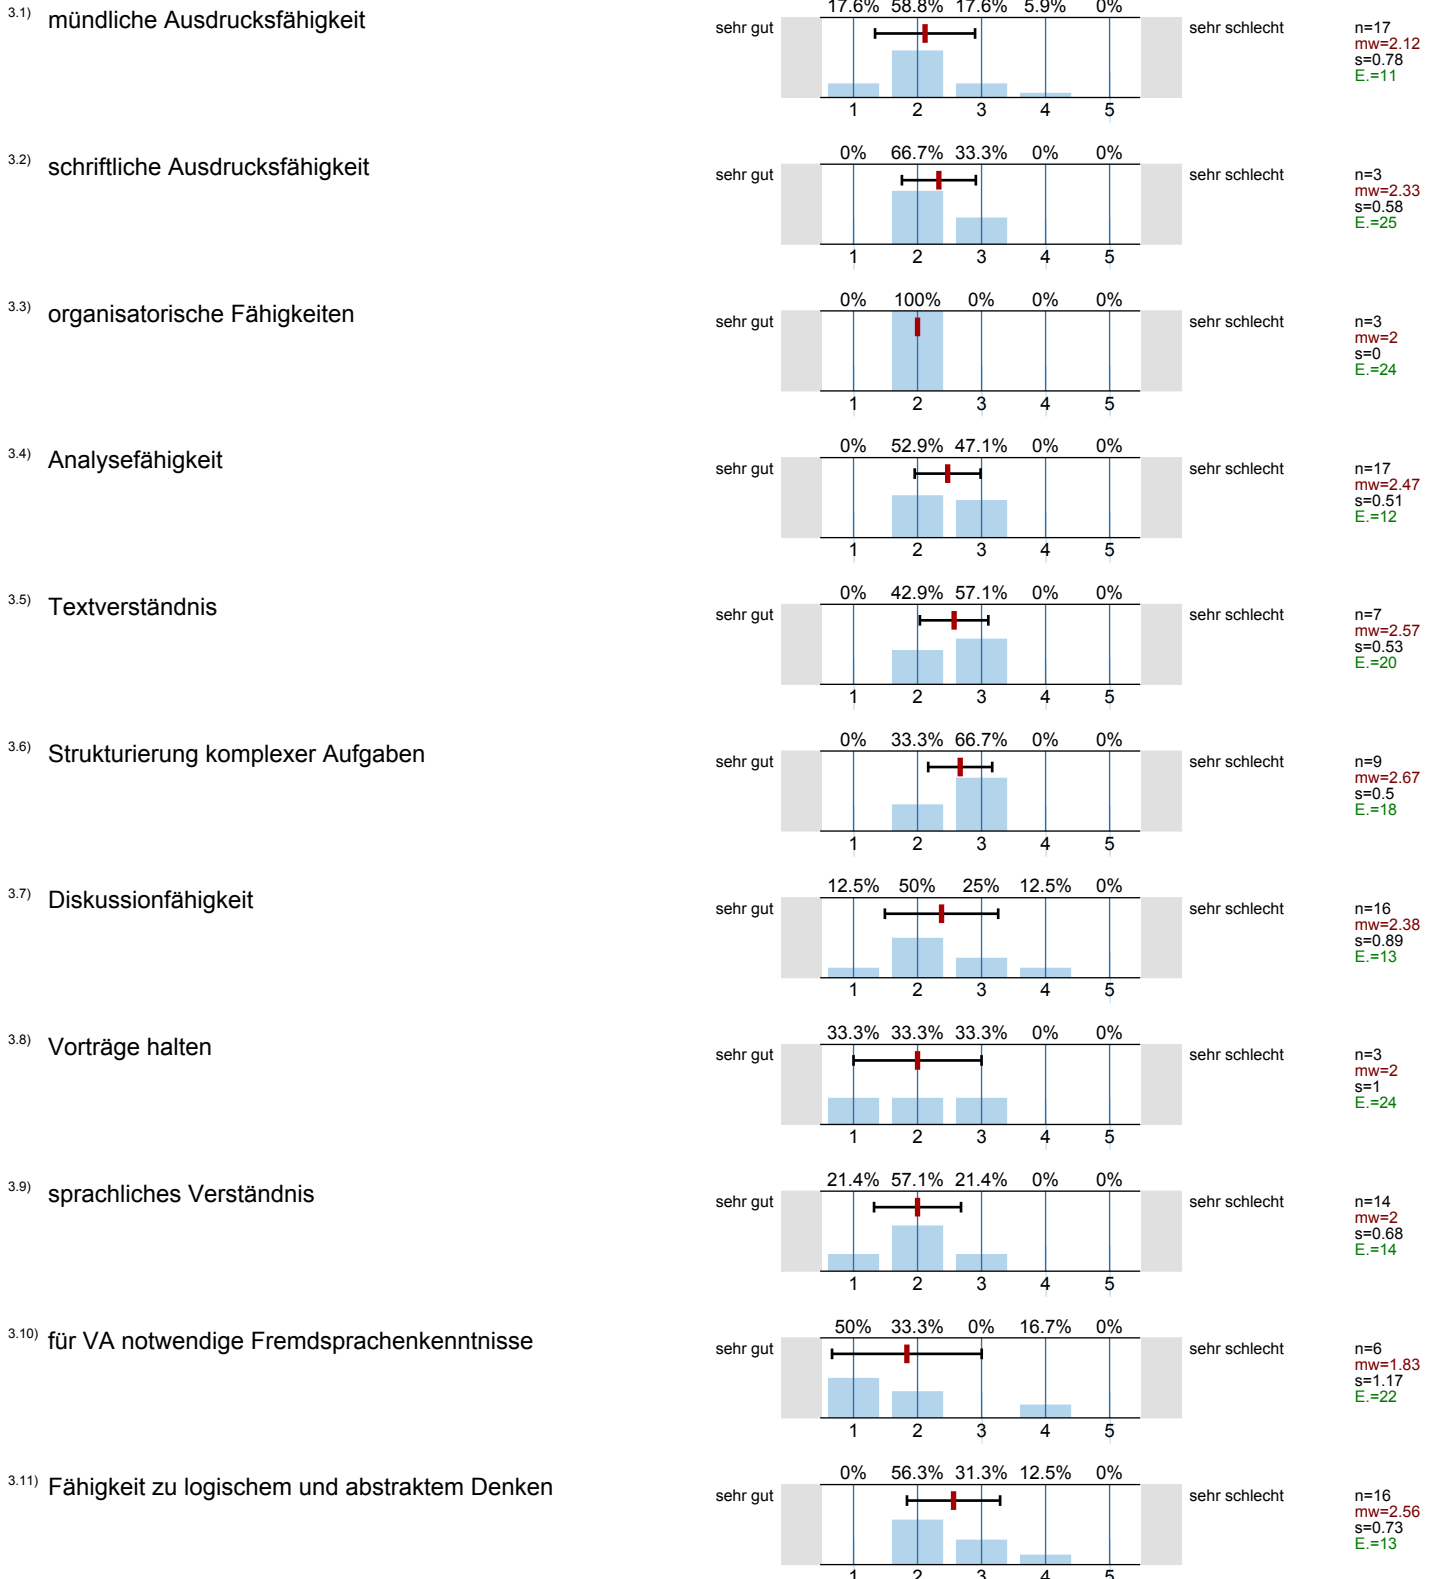 17.6% 58.8% 17.6% 5.9% 0%
3.1) mündliche Ausdrucksfähigkeit
sehr gut sehr schlecht
n=17
mw=2.12
s=0.78
E.=11
1 2 3 4 5
0% 66.7% 33.3% 0% 0%
3.2) schriftliche Ausdrucksfähigkeit
sehr gut sehr schlecht
n=3
mw=2.33
s=0.58
E.=25
1 2 3 4 5
0% 100% 0% 0% 0%
3.3) organisatorische Fähigkeiten
sehr gut sehr schlecht
n=3
mw=2
s=0
E.=24
1 2 3 4 5
0% 52.9% 47.1% 0% 0%
3.4) Analysefähigkeit
sehr gut sehr schlecht
n=17
mw=2.47
s=0.51
E.=12
1 2 3 4 5
0% 42.9% 57.1% 0% 0%
3.5) Textverständnis
sehr gut sehr schlecht
n=7
mw=2.57
s=0.53
E.=20
1 2 3 4 5
0% 33.3% 66.7% 0% 0%
3.6) Strukturierung komplexer Aufgaben
sehr gut sehr schlecht
n=9
mw=2.67
s=0.5
E.=18
1 2 3 4 5
12.5% 50% 25% 12.5% 0%
3.7) Diskussionfähigkeit
sehr gut sehr schlecht
n=16
mw=2.38
s=0.89
E.=13
1 2 3 4 5
33.3% 33.3% 33.3% 0% 0%
3.8) Vorträge halten
sehr gut sehr schlecht
n=3
mw=2
s=1
E.=24
1 2 3 4 5
21.4% 57.1% 21.4% 0% 0%
3.9) sprachliches Verständnis
sehr gut sehr schlecht
n=14
mw=2
s=0.68
E.=14
1 2 3 4 5
50% 33.3% 0% 16.7% 0%
3.10) für VA notwendige Fremdsprachenkenntnisse
sehr gut sehr schlecht
n=6
mw=1.83
s=1.17
E.=22
1 2 3 4 5
0% 56.3% 31.3% 12.5% 0%
3.11) Fähigkeit zu logischem und abstraktem Denken
sehr gut sehr schlecht
n=16
mw=2.56
s=0.73
E.=13
1 2 3 4 5